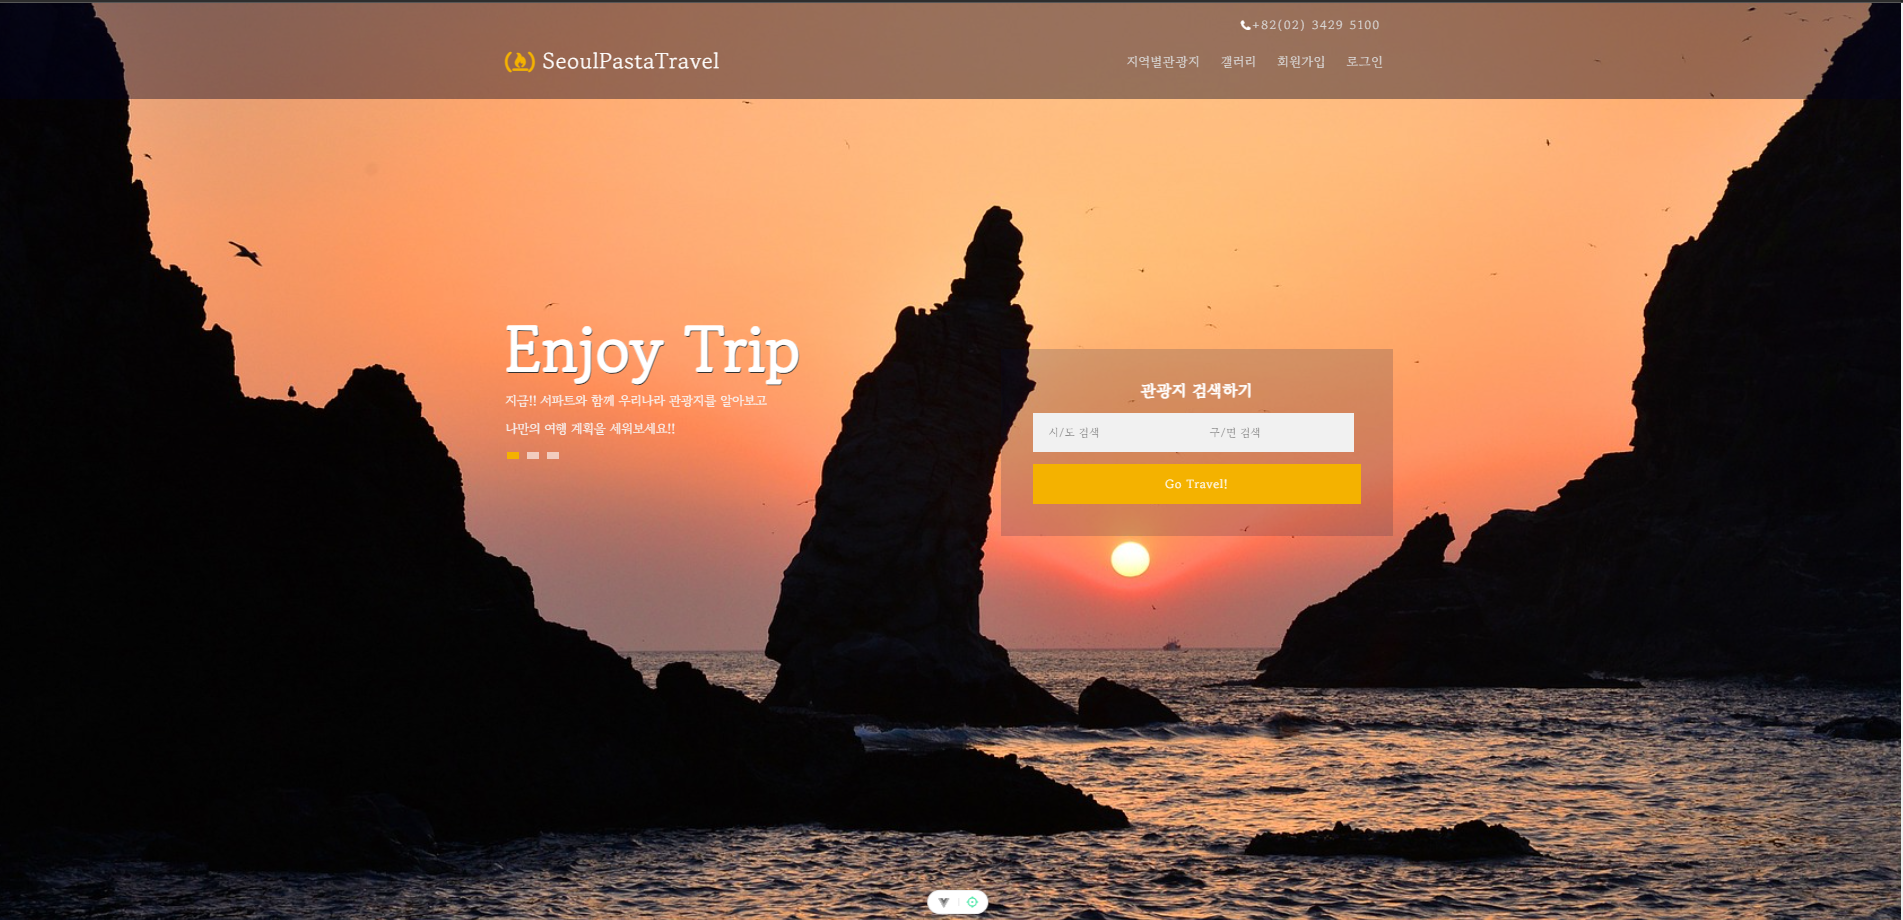 +82(02) 3429 5100
SeoulPastaTravel
지역별관광지 갤러리 회원가입 로그인
Enjoy Trip
지금!! 서파트와 함께 우리나라 관광지를 알아보고
나만의 여행 계획을 세워보세요!!
관광지 검색하기
시/도 검색 구/면 검색
Go Travel!